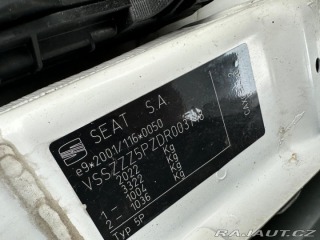 SEAT S.A.
e9*2001/116*0050
2022 Kg
3322 Kg
1- 1004 Kg
2- 1036 Kg
TYP 5P
RAJAUT.CZ